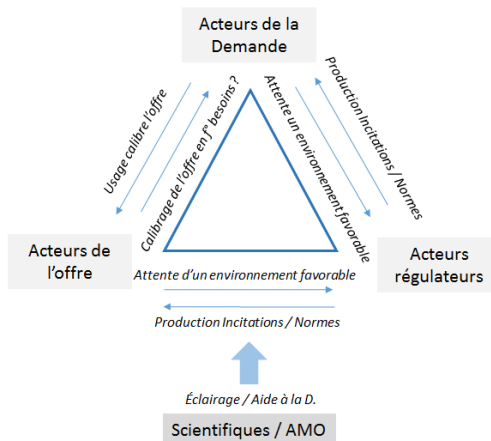 Acteurs de la
Demande
Usage calibre l'offre
Calibrage de l'offre en f° besoins ?
Attente un environnement favorable
Production Incitations / Normes
Acteurs de
l'offre
Acteurs
régulateurs
Attente d'un environnement favorable
Production Incitations / Normes
Éclairage / Aide à la D.
Scientifiques / AMO